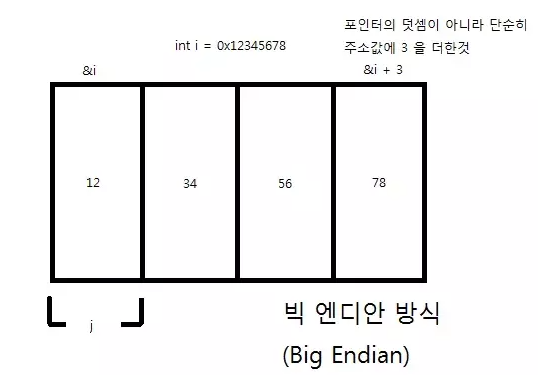 포인터의 덧셈이 아니라 단순히
int i = 0x12345678
주소값에 3 을 더한것
&i
&i + 3
12
34
56
78
j
빅 엔디안 방식
(Big Endian)